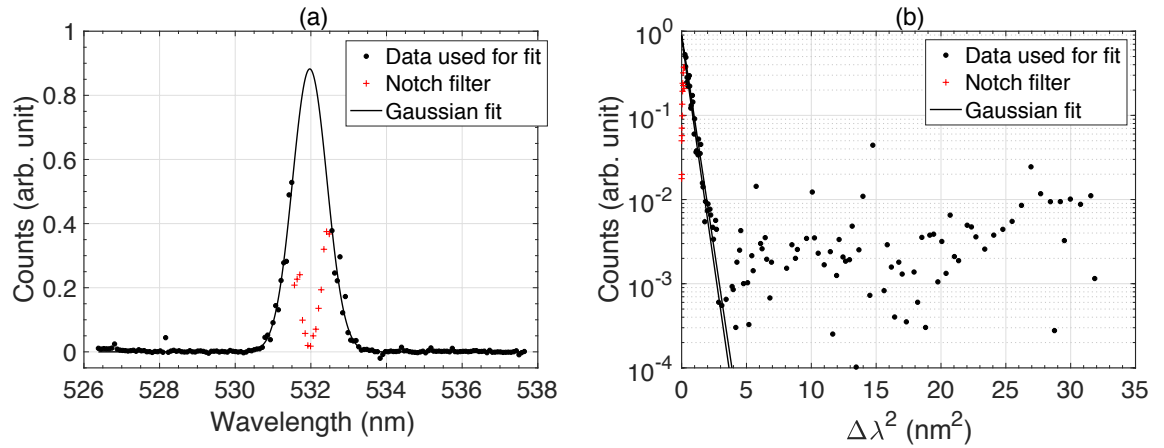 (a)
Counts (arb. unit)
1
0.8
0.6
0.4
0.2
0
Data used for fit
Notch filter
Gaussian fit
526 528 530 532 534 536 538
Wavelength (nm)
(b)
Counts (arb. unit)
10^0
10^-1
10^-2
10^-3
10^-4
Data used for fit
Notch filter
Gaussian fit
0 5 10 15 20 25 30 35
Δλ² (nm²)